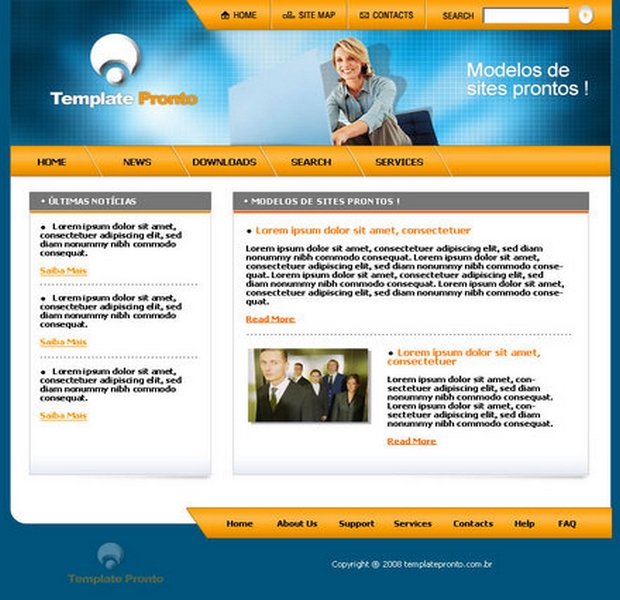 HOME SITE MAP CONTACTS SEARCH
Template Pronto
Modelos de
sites prontos !
HOME NEWS DOWNLOADS SEARCH SERVICES
• ÚLTIMAS NOTÍCIAS
• Lorem ipsum dolor sit amet,
consectetuer adipiscing elit, sed
diam nonummy nibh commodo
consequat.
Saiba Mais
• Lorem ipsum dolor sit amet,
consectetuer adipiscing elit, sed
diam nonummy nibh commodo
consequat.
Saiba Mais
• Lorem ipsum dolor sit amet,
consectetuer adipiscing elit, sed
diam nonummy nibh commodo
consequat.
Saiba Mais
• MODELOS DE SITES PRONTOS !
• Lorem ipsum dolor sit amet, consectetuer
Lorem ipsum dolor sit amet, consectetuer adipiscing elit, sed diam
nonummy nibh commodo consequat. Lorem ipsum dolor sit amet,
consectetuer adipiscing elit, sed diam nonummy nibh commodo conse-
quat. Lorem ipsum dolor sit amet, consectetuer adipiscing elit, sed
diam nonummy nibh commodo consequat. Lorem ipsum dolor sit amet,
consectetuer adipiscing elit, sed diam nonummy nibh commodo conse-
quat.
Read More
• Lorem ipsum dolor sit amet,
consectetuer
Lorem ipsum dolor sit amet, con-
sectetuer adipiscing elit, sed diam
nonummy nibh commodo consequat.
Lorem ipsum dolor sit amet, con-
sectetuer adipiscing elit, sed diam
nonummy nibh commodo consequat.
Read More
Home About Us Support Services Contacts Help FAQ
Template Pronto
Copyright ® 2008 templatepronto.com.br